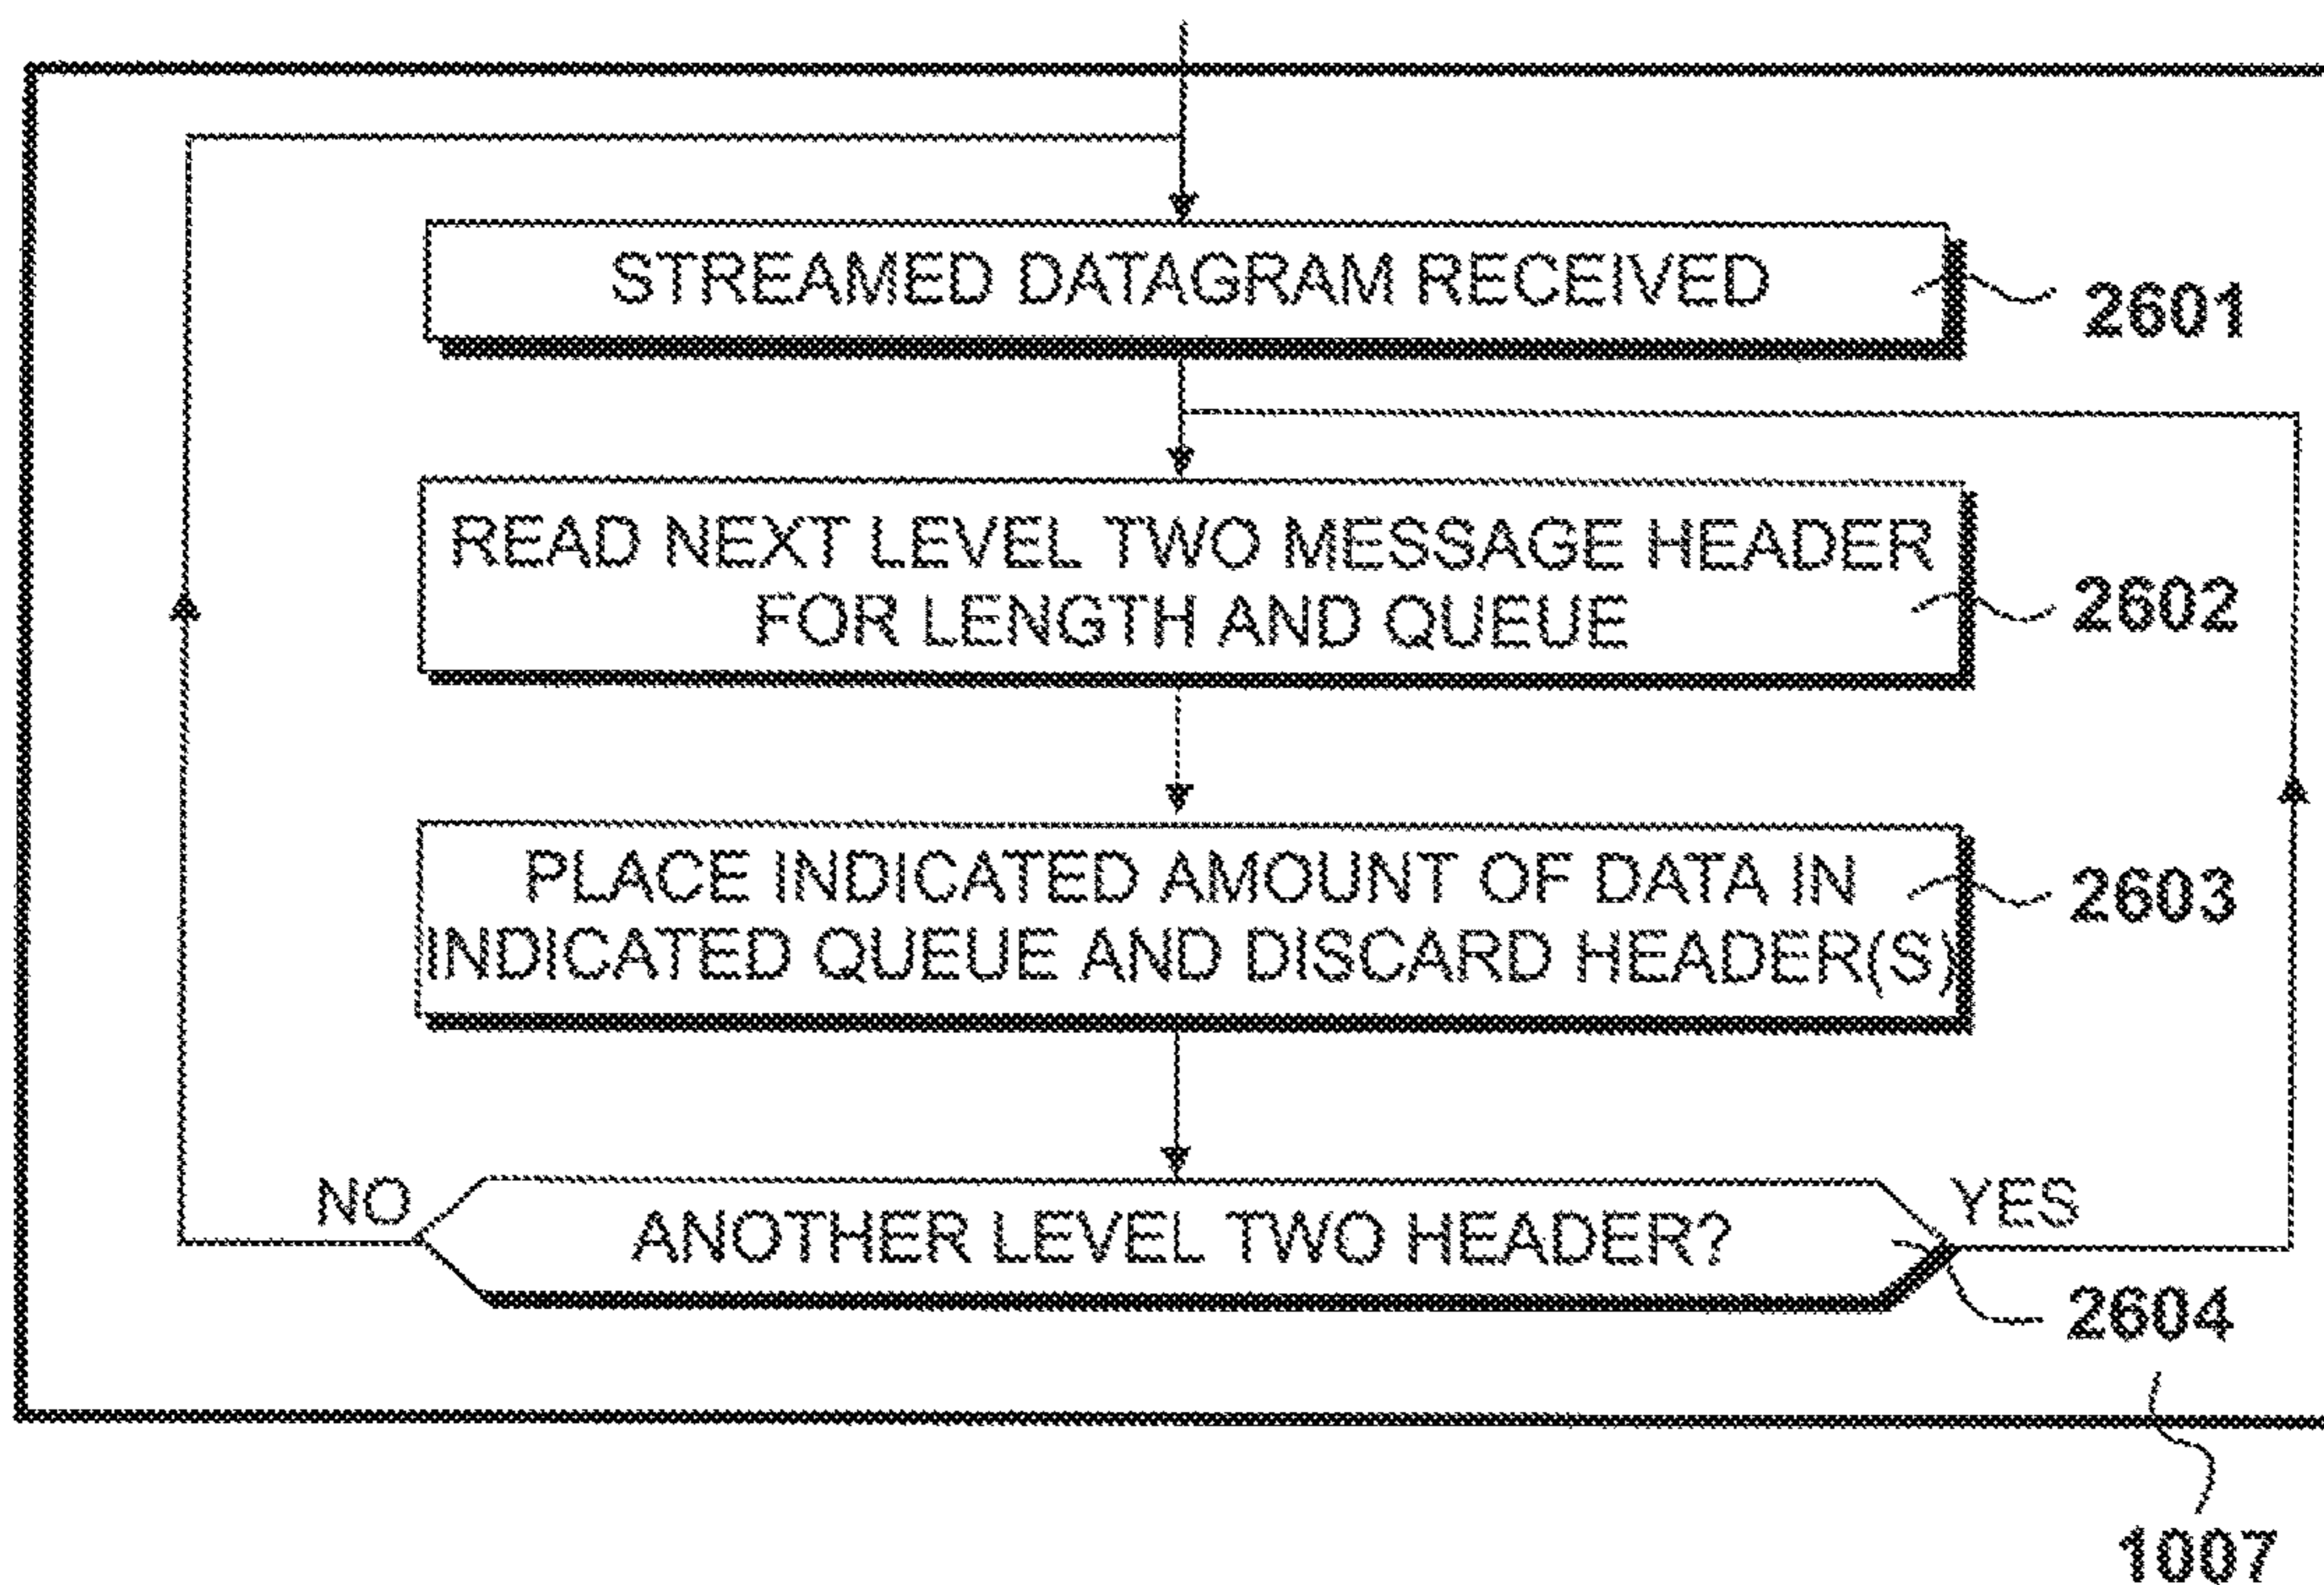 STREAMED DATAGRAM RECEIVED
2601
READ NEXT LEVEL TWO MESSAGE HEADER
FOR LENGTH AND QUEUE
2602
PLACE INDICATED AMOUNT OF DATA IN
INDICATED QUEUE AND DISCARD HEADER(S)
2603
NO
ANOTHER LEVEL TWO HEADER?
YES
2604
1007